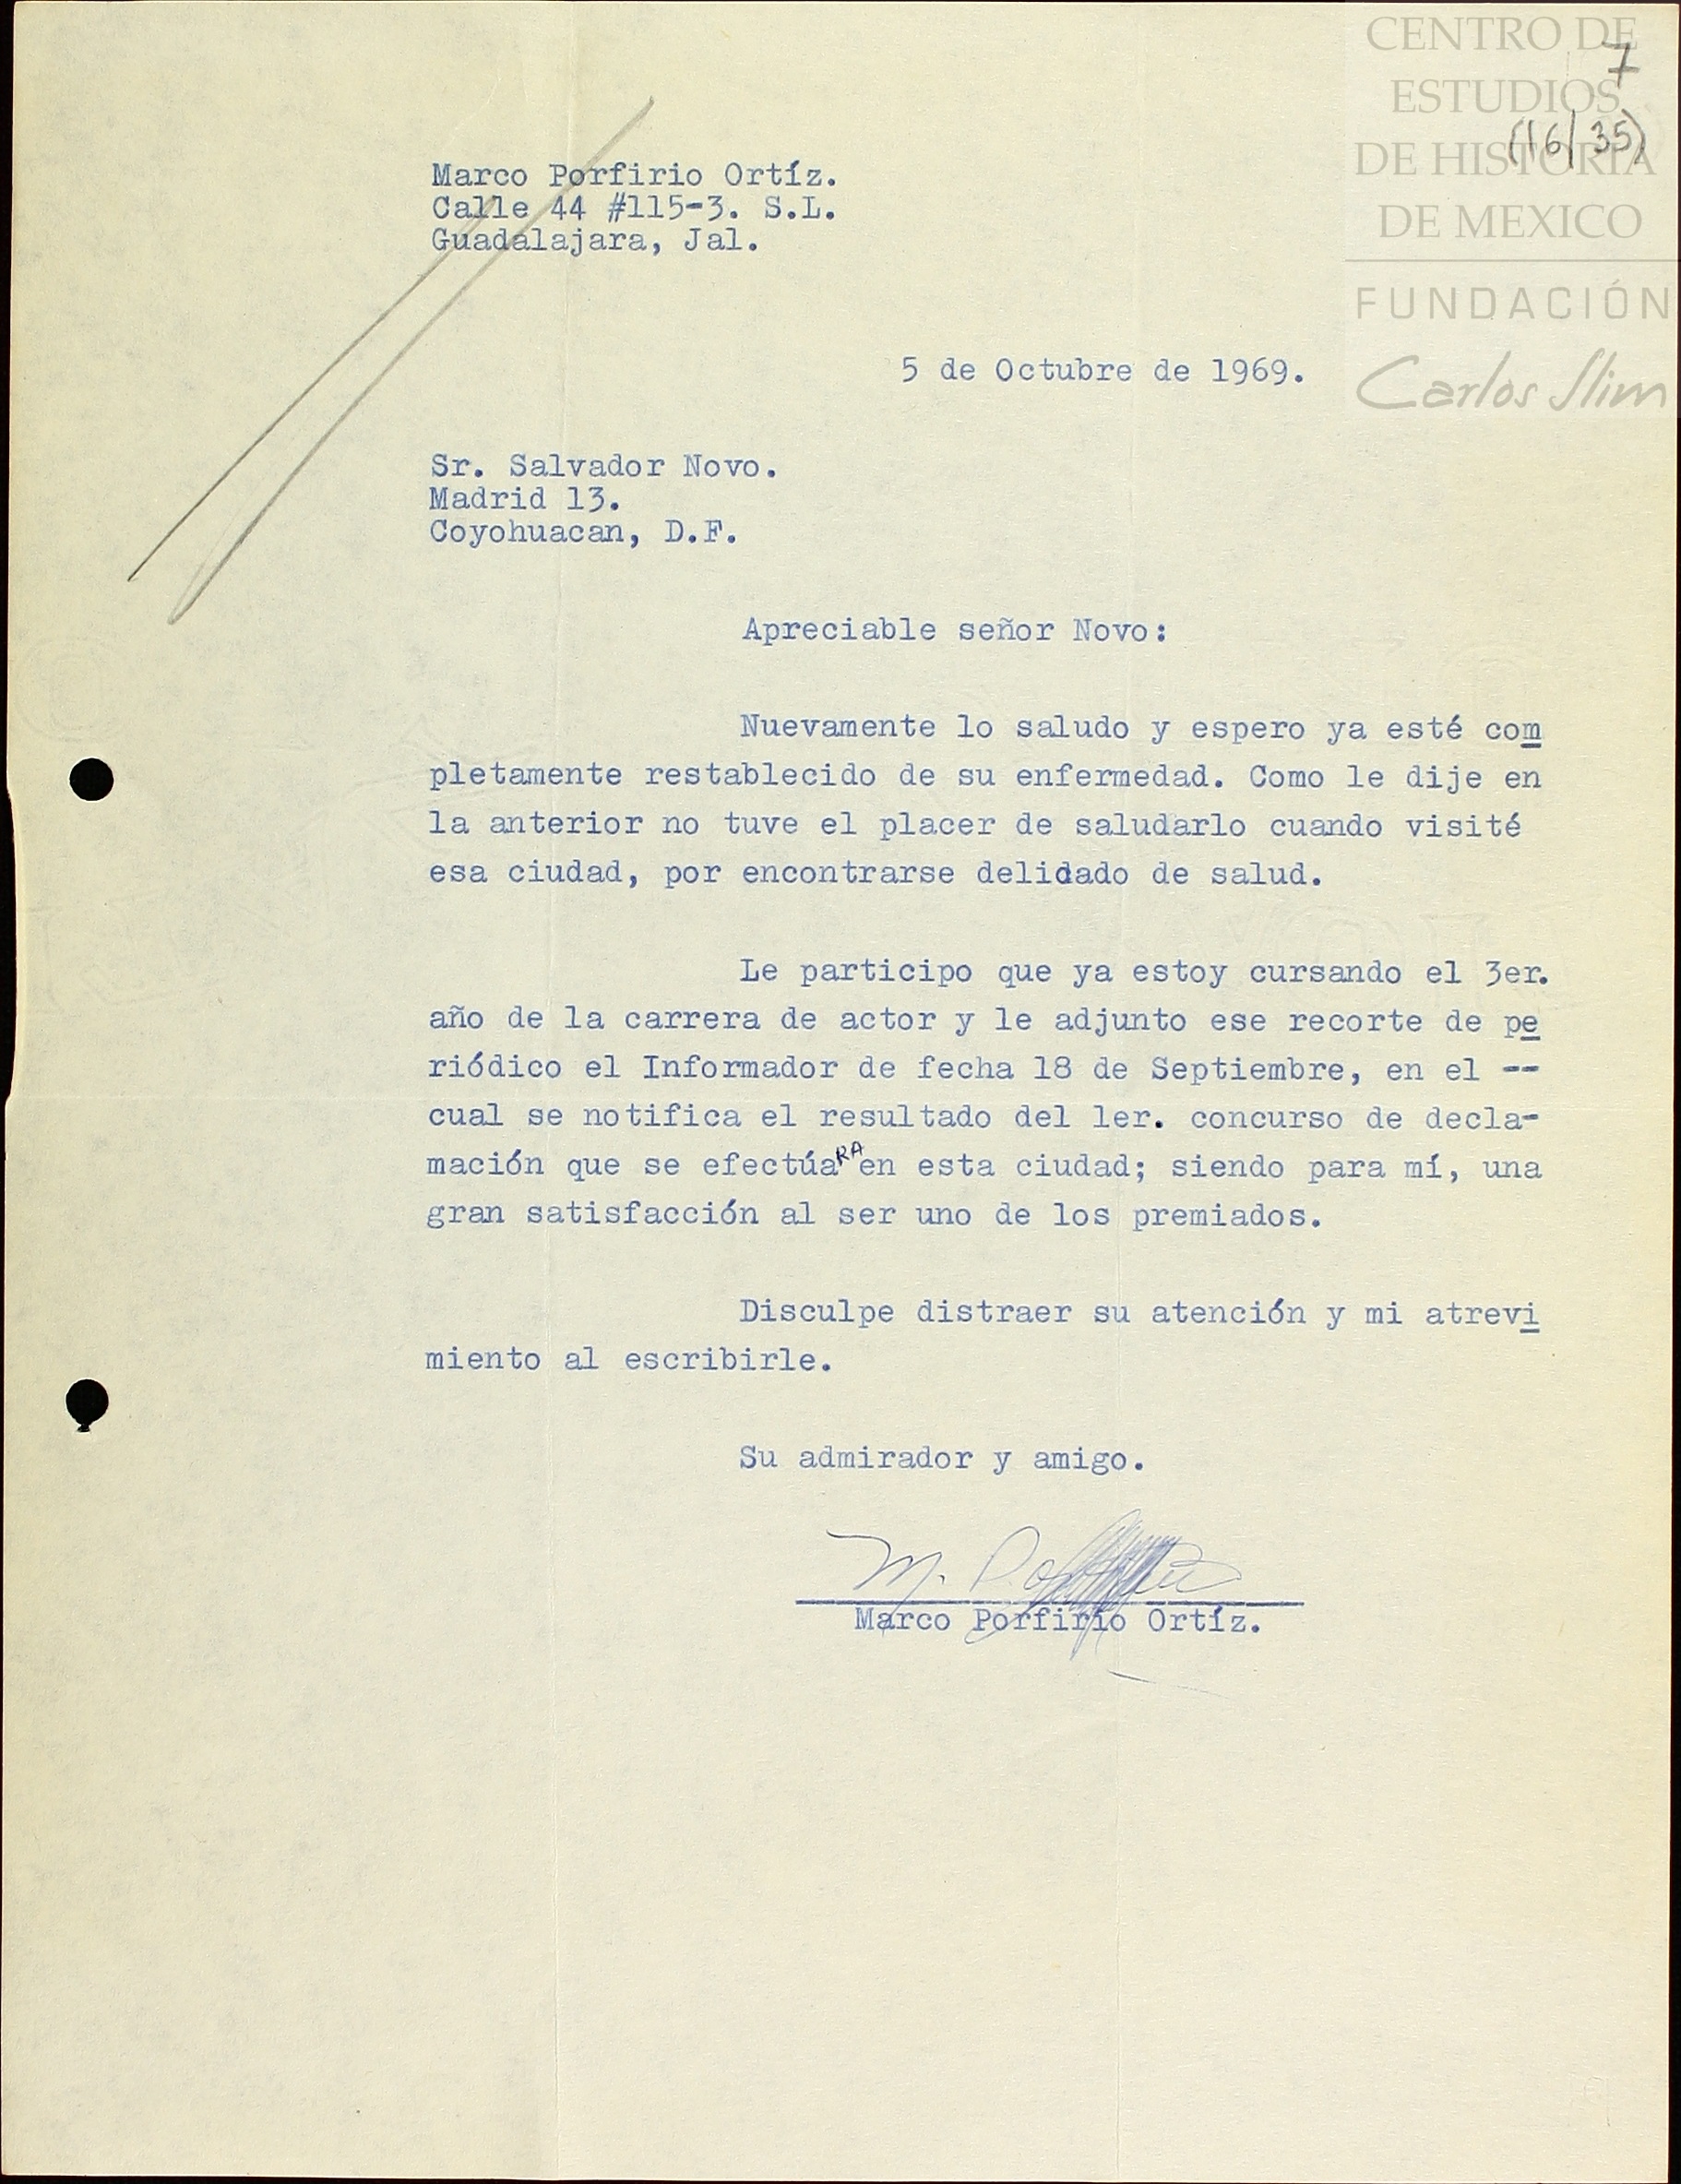 CENTRO DE
ESTUDIOS
DE HISTORIA
DE MEXICO
FUNDACIÓN
Carlos Slim
7
(16/35)
Marco Porfirio Ortíz.
Calle 44 #115-3. S.L.
Guadalajara, Jal.
5 de Octubre de 1969.
Sr. Salvador Novo.
Madrid 13.
Coyohuacan, D.F.
Apreciable señor Novo:
Nuevamente lo saludo y espero ya esté com
pletamente restablecido de su enfermedad. Como le dije en
la anterior no tuve el placer de saludarlo cuando visité
esa ciudad, por encontrarse delidado de salud.
Le participo que ya estoy cursando el 3er.
año de la carrera de actor y le adjunto ese recorte de pe
riódico el Informador de fecha 18 de Septiembre, en el --
cual se notifica el resultado del 1er. concurso de decla-
mación que se efectúaRA en esta ciudad; siendo para mí, una
gran satisfacción al ser uno de los premiados.
Disculpe distraer su atención y mi atrevi
miento al escribirle.
Su admirador y amigo.
M. P.
Marco Porfirio Ortíz.